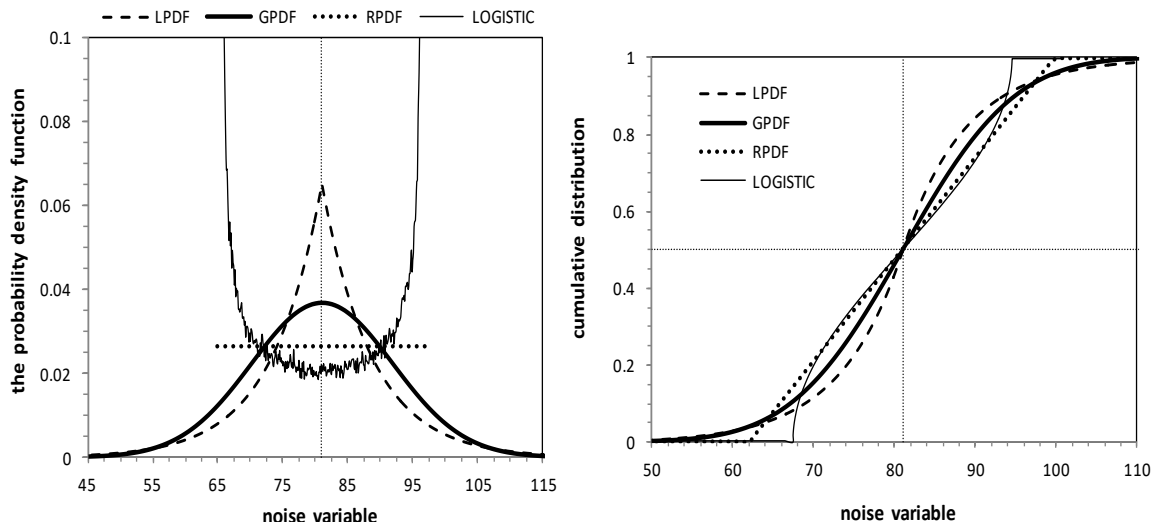 LPDF GPDF RPDF LOGISTIC
0.1
0.08
0.06
0.04
0.02
0
the probability density function
45 55 65 75 85 95 105 115
noise variable
1
0.8
0.6
0.4
0.2
0
cumulative distribution
LPDF
GPDF
RPDF
LOGISTIC
50 60 70 80 90 100 110
noise variable